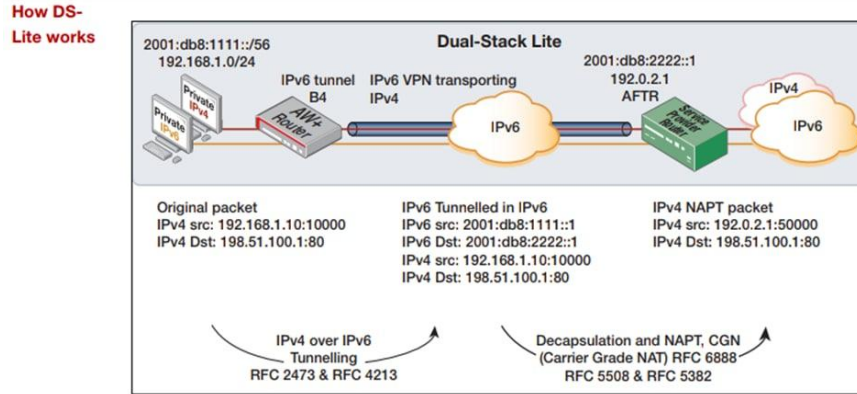 How DS-
Lite works
Dual-Stack Lite
2001:db8:1111::/56
192.168.1.0/24
IPv6 tunnel
B4
IPv6 VPN transporting
IPv4
2001:db8:2222::1
192.0.2.1
AFTR
Private
IPv4
Private
IPv6
AW+
Router
IPv6
Service
Provider
Router
IPv4
IPv6
Original packet
IPv4 src: 192.168.1.10:10000
IPv4 Dst: 198.51.100.1:80
IPv6 Tunnelled in IPv6
IPv6 src: 2001:db8:1111::1
IPv6 Dst: 2001:db8:2222::1
IPv4 src: 192.168.1.10:10000
IPv4 Dst: 198.51.100.1:80
IPv4 NAPT packet
IPv4 src: 192.0.2.1:50000
IPv4 Dst: 198.51.100.1:80
IPv4 over IPv6
Tunnelling
RFC 2473 & RFC 4213
Decapsulation and NAPT, CGN
(Carrier Grade NAT) RFC 6888
RFC 5508 & RFC 5382